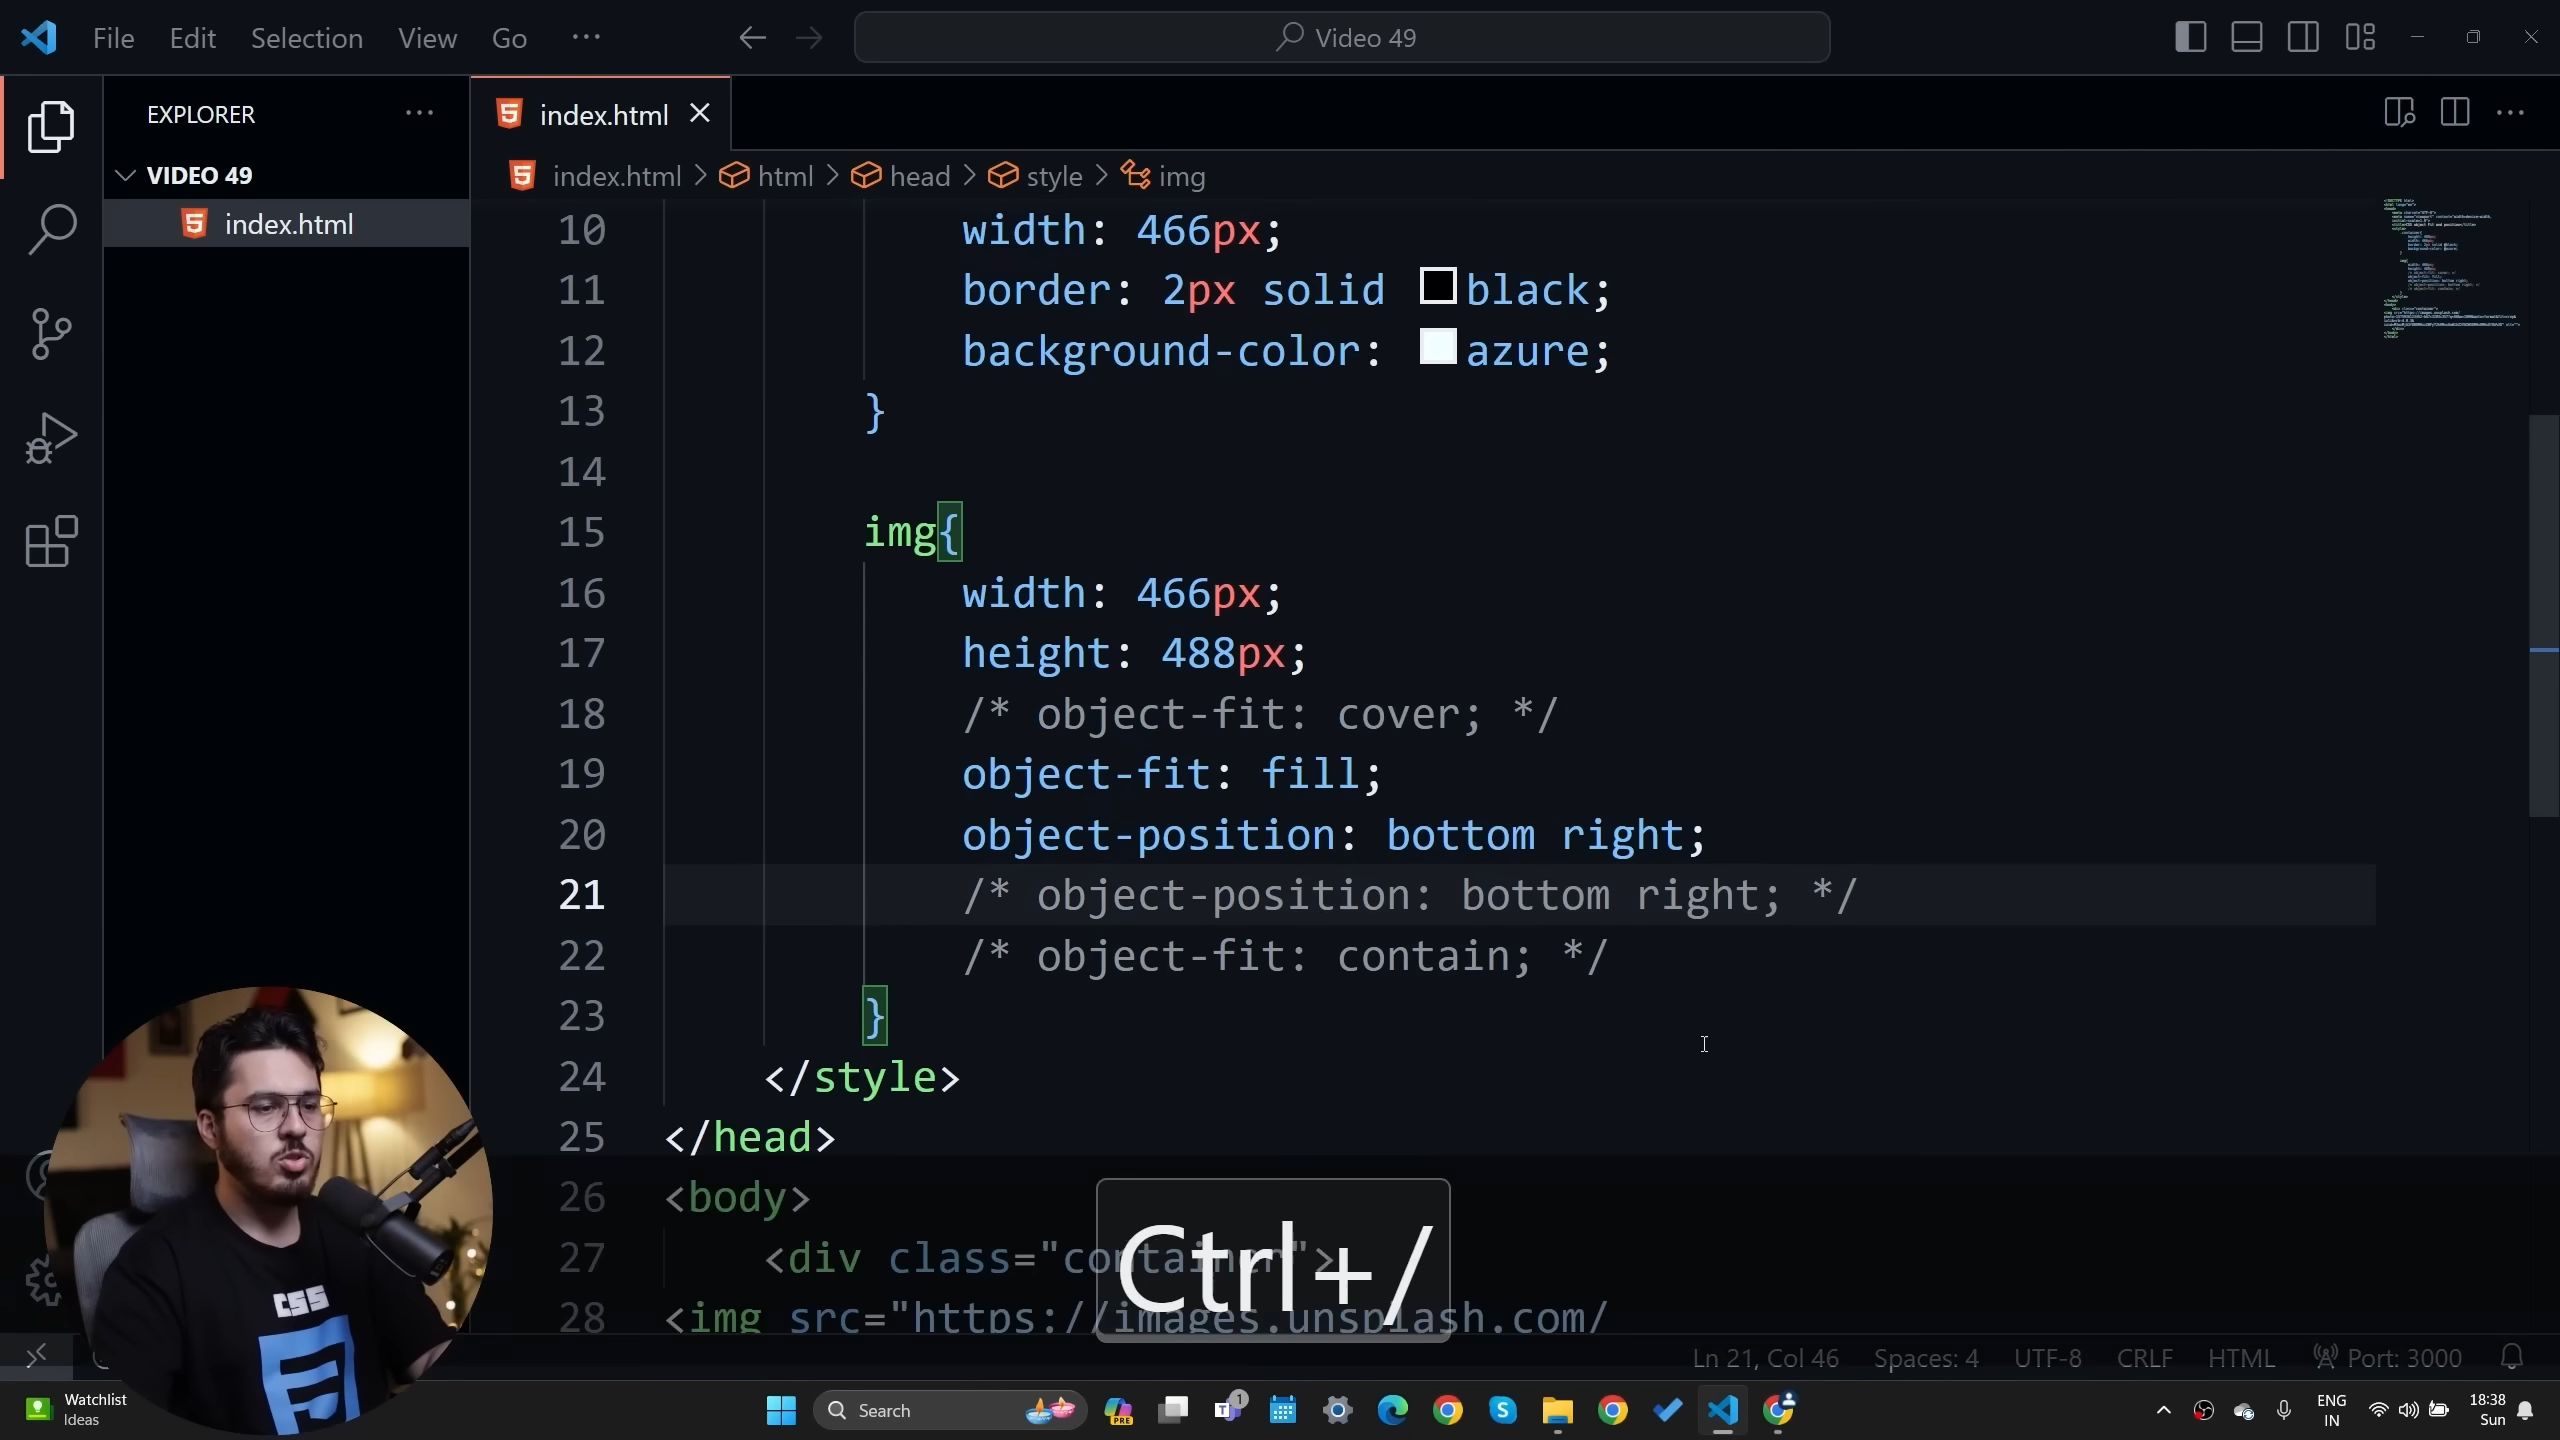 File Edit Selection View Go ···
Video 49
EXPLORER ···
VIDEO 49
index.html
index.html
index.html > html > head > style > img
10 width: 466px;
11 border: 2px solid black;
12 background-color: azure;
13 }
14
15 img{
16 width: 466px;
17 height: 488px;
18 /* object-fit: cover; */
19 object-fit: fill;
20 object-position: bottom right;
21 /* object-position: bottom right; */
22 /* object-fit: contain; */
23 }
24 </style>
25 </head>
26 <body>
27 <div class="container">
28 <img src="https://images.unsplash.com/
Ctrl+/
CSS
Ln 21, Col 46 Spaces: 4 UTF-8 CRLF HTML Port: 3000
Watchlist
Ideas
Search
PRE
1
ENG
IN
18:38
Sun